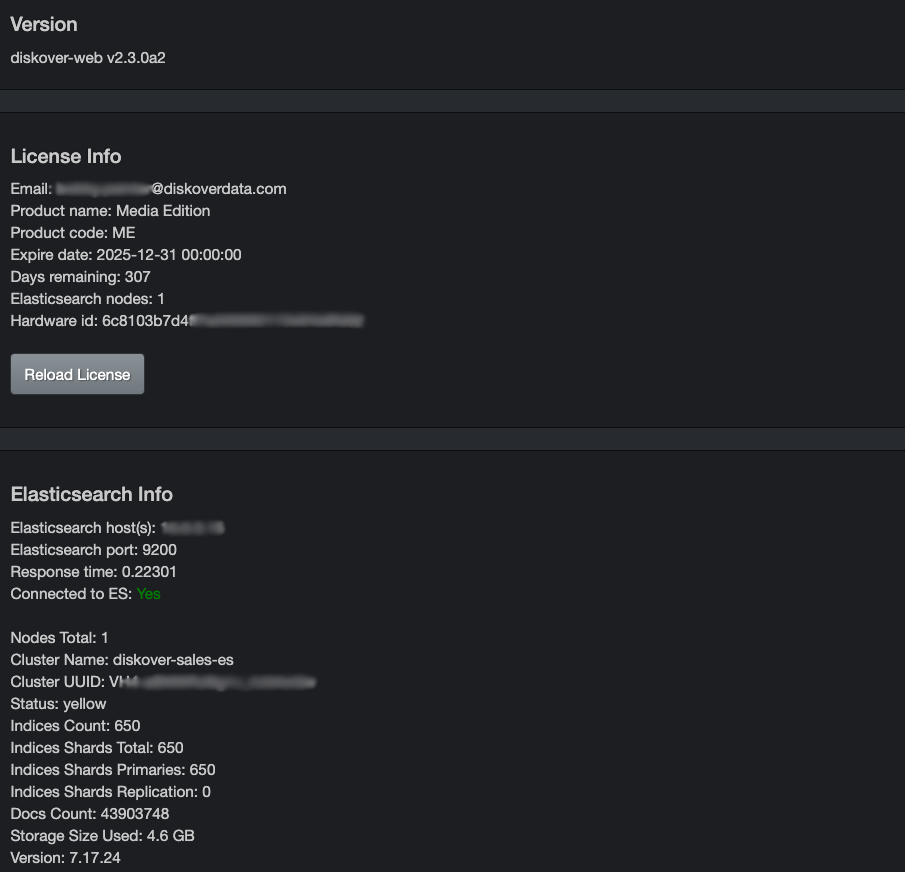 Version
diskover-web v2.3.0a2
License Info
Email: @diskoverdata.com
Product name: Media Edition
Product code: ME
Expire date: 2025-12-31 00:00:00
Days remaining: 307
Elasticsearch nodes: 1
Hardware id: 6c8103b7d4
Reload License
Elasticsearch Info
Elasticsearch host(s):
Elasticsearch port: 9200
Response time: 0.22301
Connected to ES: Yes
Nodes Total: 1
Cluster Name: diskover-sales-es
Cluster UUID:
Status: yellow
Indices Count: 650
Indices Shards Total: 650
Indices Shards Primaries: 650
Indices Shards Replication: 0
Docs Count: 43903748
Storage Size Used: 4.6 GB
Version: 7.17.24